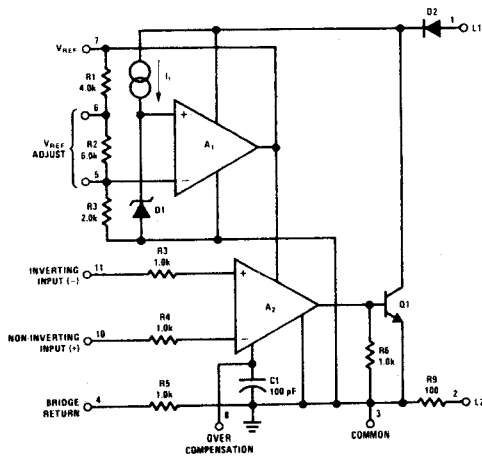 D2
1
L1
VREF
7
R1
4.0k
I1
6
VREF
ADJUST
R2
6.0k
+
A1
5
−
R3
2.0k
D1
INVERTING
INPUT (−)
11
R3
1.0k
+
A2
Q1
NON-INVERTING
INPUT (+)
10
R4
1.0k
−
R6
1.0k
BRIDGE
RETURN
4
R5
1.0k
C1
100 pF
R9
100
2
L2
8
OVER
COMPENSATION
3
COMMON